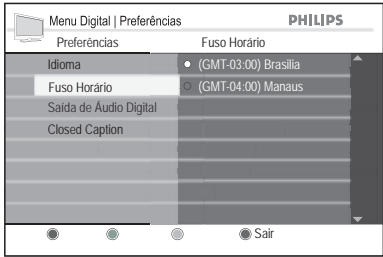 Menu Digital | Preferências PHILIPS
Preferências Fuso Horário
Idioma (GMT-03:00) Brasilia
Fuso Horário (GMT-04:00) Manaus
Saída de Áudio Digital
Closed Caption
Sair